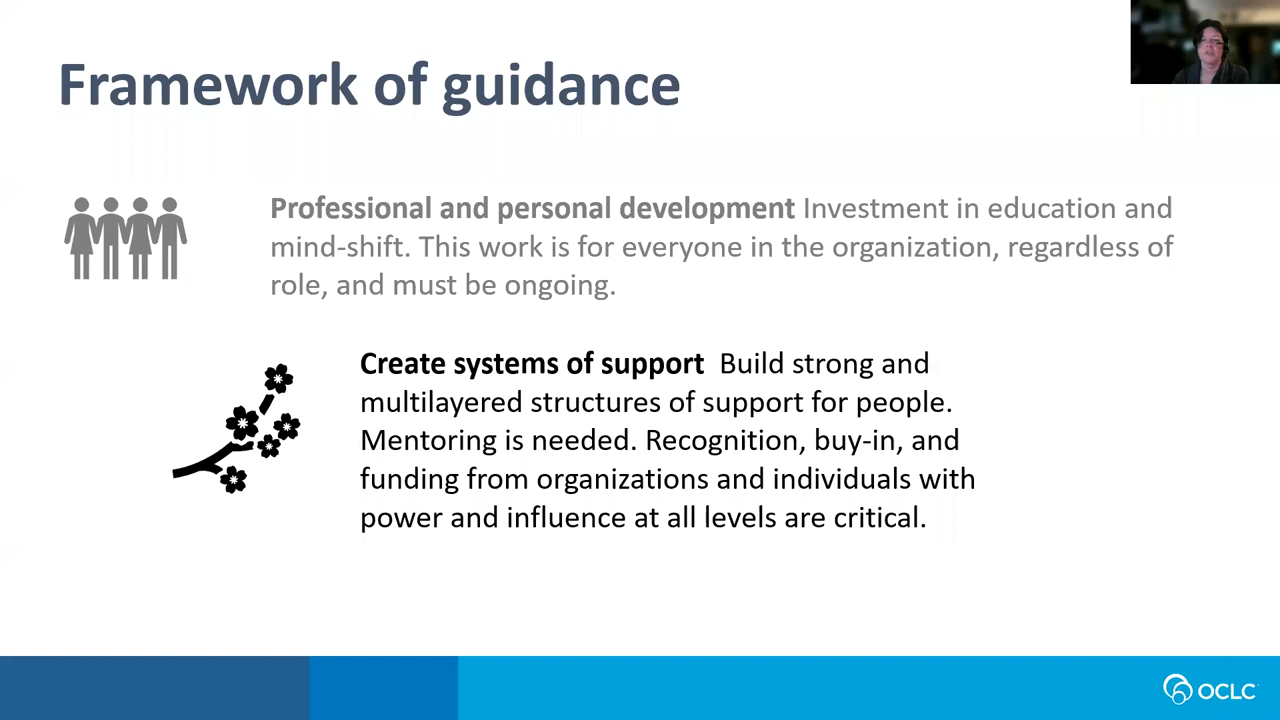 Framework of guidance
Professional and personal development Investment in education and
mind-shift. This work is for everyone in the organization, regardless of
role, and must be ongoing.
Create systems of support  Build strong and
multilayered structures of support for people.
Mentoring is needed. Recognition, buy-in, and
funding from organizations and individuals with
power and influence at all levels are critical.
OCLC